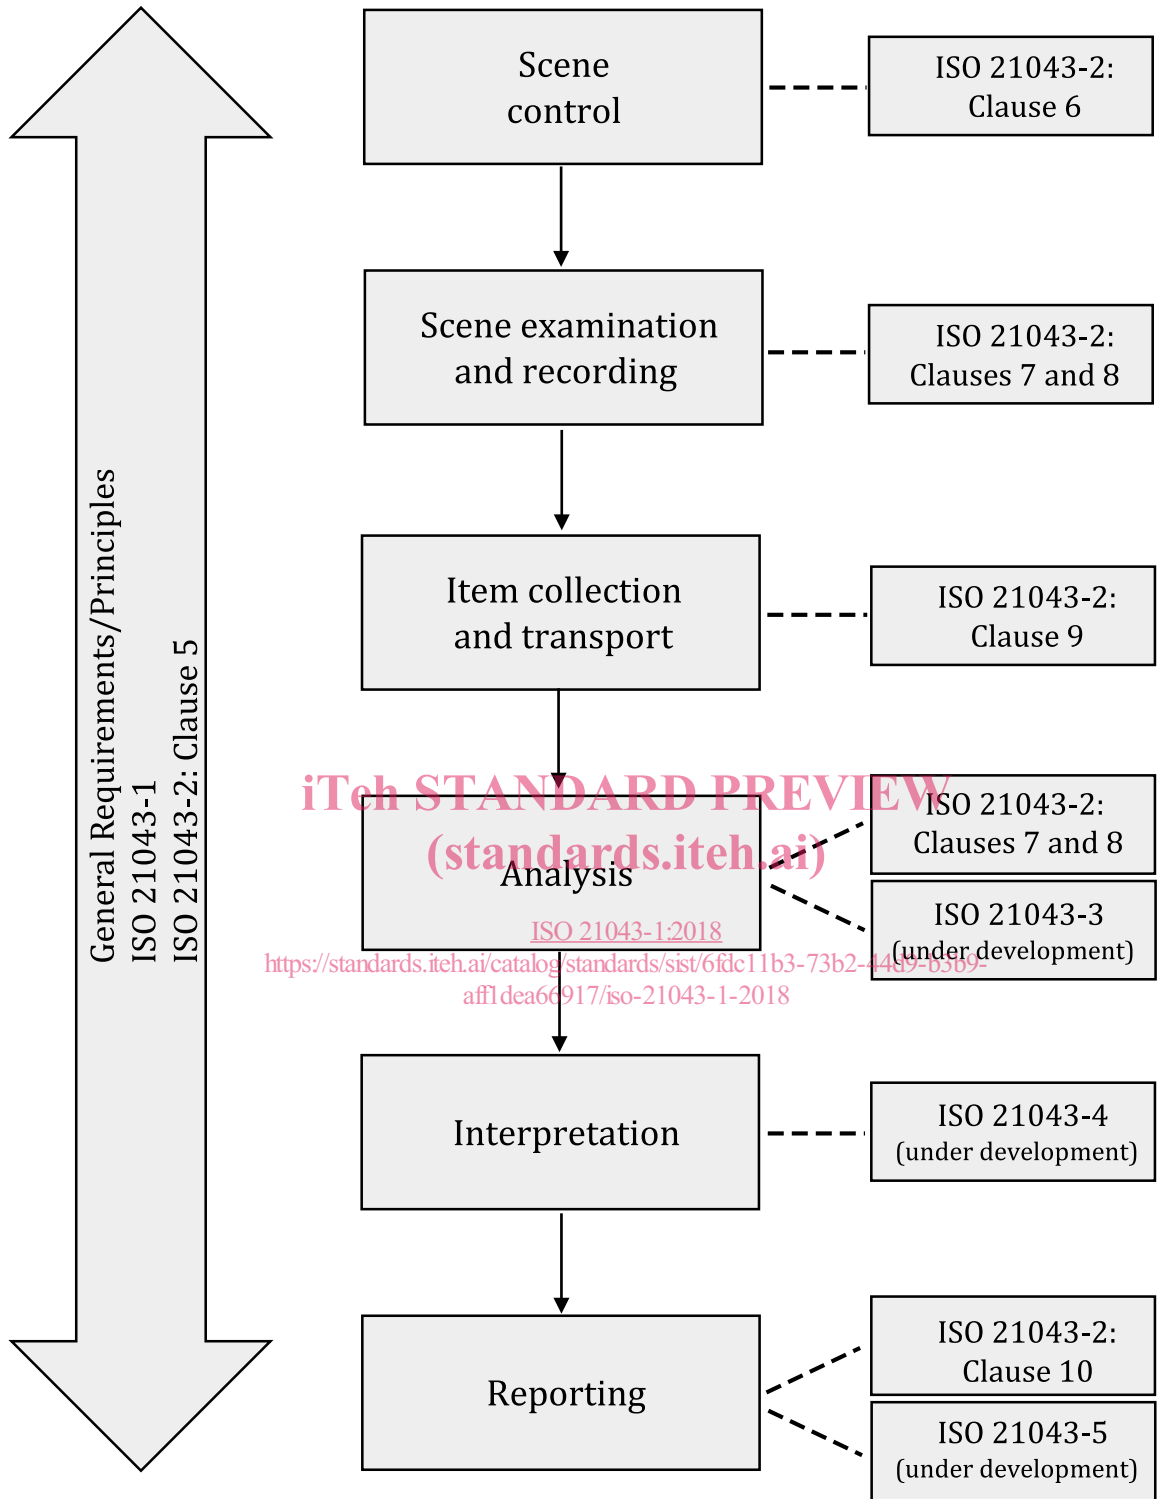 General Requirements/Principles
ISO 21043-1
ISO 21043-2: Clause 5
Scene
control
ISO 21043-2:
Clause 6
Scene examination
and recording
ISO 21043-2:
Clauses 7 and 8
Item collection
and transport
ISO 21043-2:
Clause 9
iTeh STANDARD PREVIEW
(standards.iteh.ai)
Analysis
ISO 21043-2:
Clauses 7 and 8
ISO 21043-3
(under development)
ISO 21043-1:2018
https://standards.iteh.ai/catalog/standards/sist/6fdc11b3-73b2-44d9-b3b9-
aff1dea66917/iso-21043-1-2018
Interpretation
ISO 21043-4
(under development)
Reporting
ISO 21043-2:
Clause 10
ISO 21043-5
(under development)